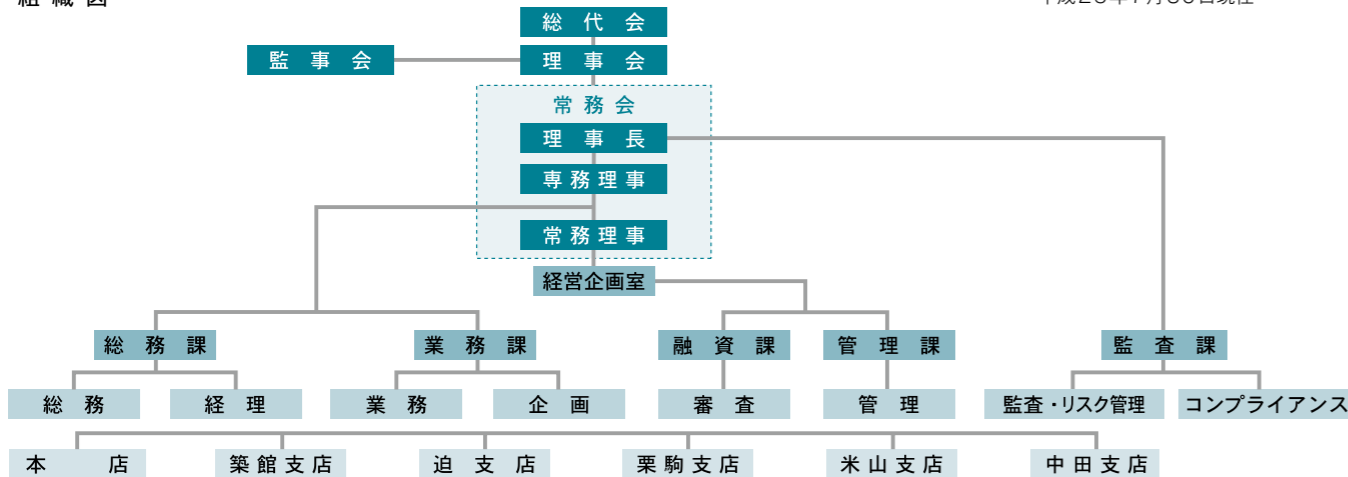 組織図
総代会
監事会 理事会
常務会
理事長
専務理事
常務理事
経営企画室
総務課 業務課 融資課 管理課 監査課
総務 経理 業務 企画 審査 管理 監査・リスク管理 コンプライアンス
本店 築館支店 迫支店 栗駒支店 米山支店 中田支店